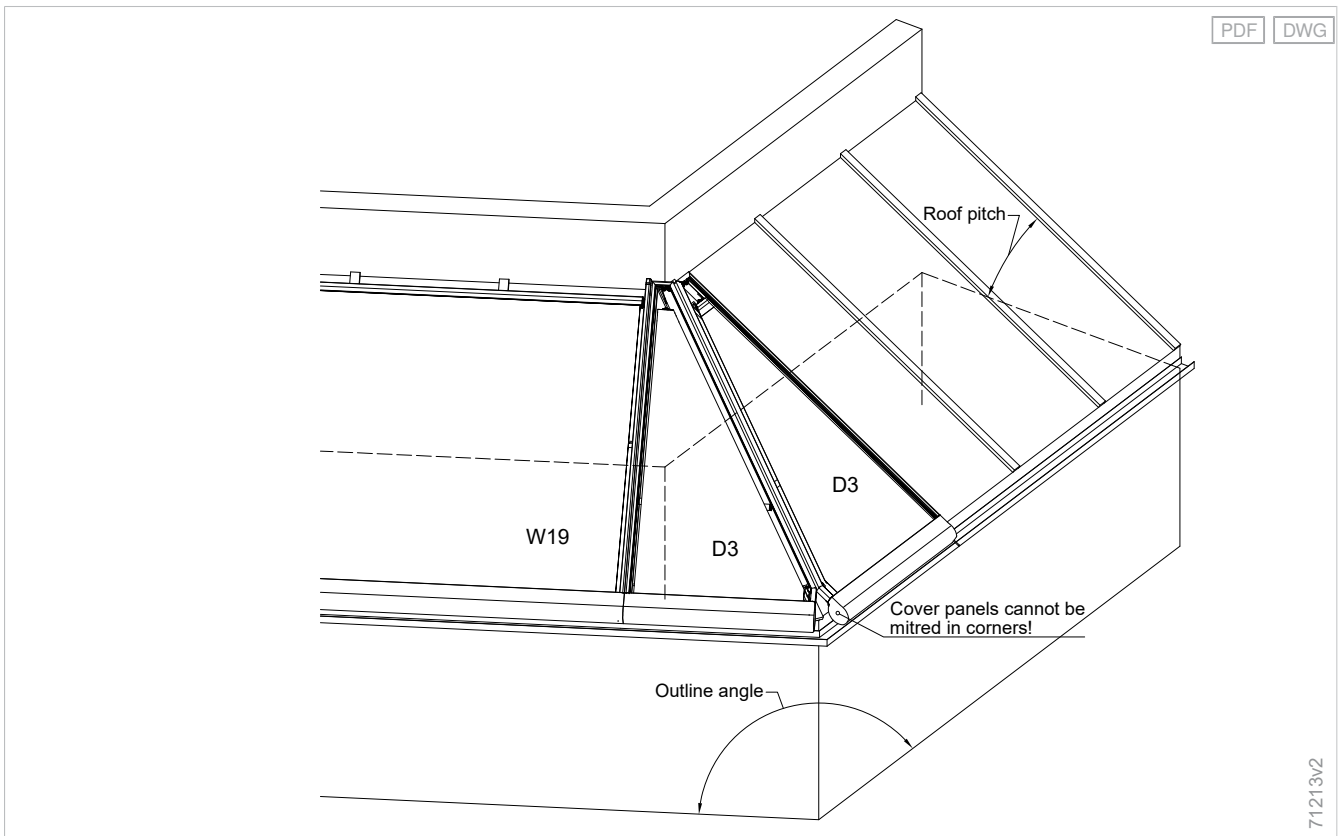 PDF DWG
Roof pitch
D3
W19
D3
Cover panels cannot be
mitred in corners!
Outline angle
71213v2